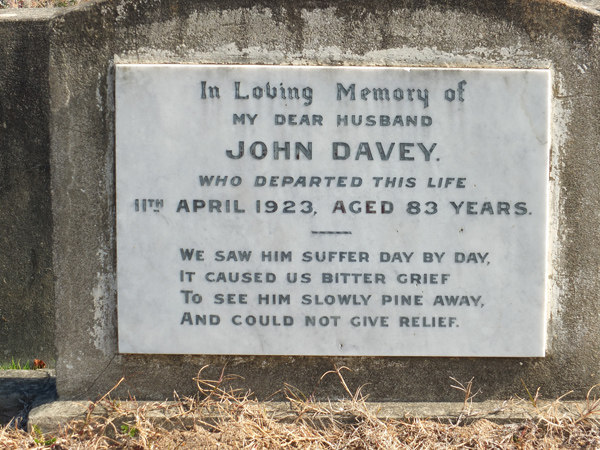 In Loving Memory of
MY DEAR HUSBAND
JOHN DAVEY.
WHO DEPARTED THIS LIFE
11TH APRIL 1923, AGED 83 YEARS.
WE SAW HIM SUFFER DAY BY DAY,
IT CAUSED US BITTER GRIEF
TO SEE HIM SLOWLY PINE AWAY,
AND COULD NOT GIVE RELIEF.